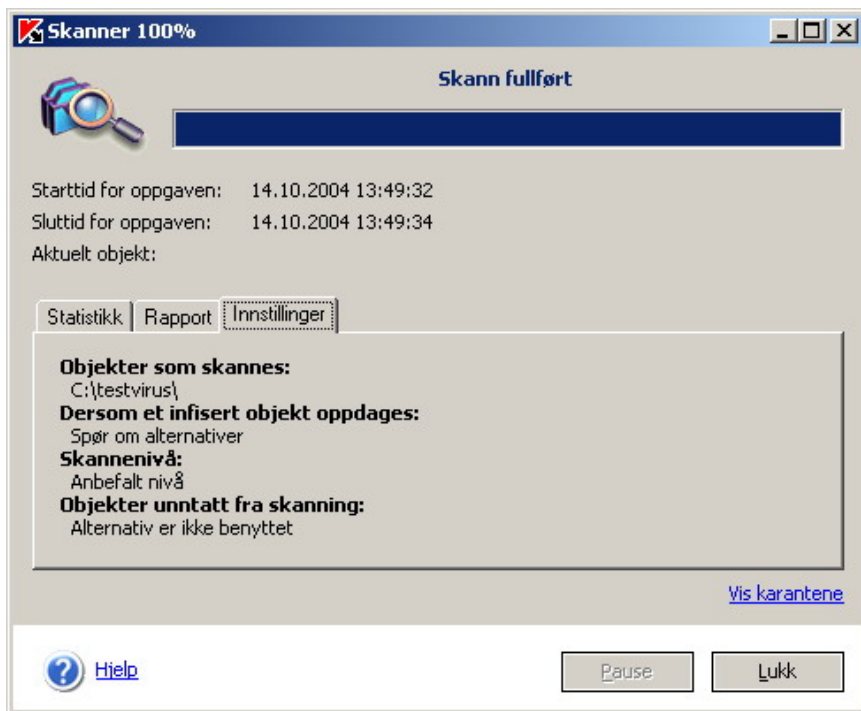 Skanner 100%
Skann fullført
Starttid for oppgaven: 14.10.2004 13:49:32
Sluttid for oppgaven: 14.10.2004 13:49:34
Aktuelt objekt:
Statistikk Rapport Innstillinger
Objekter som skannes:
C:\testvirus\
Dersom et infisert objekt oppdages:
Spør om alternativer
Skannenivå:
Anbefalt nivå
Objekter unntatt fra skanning:
Alternativ er ikke benyttet
Vis karantene
Hjelp
Pause Lukk